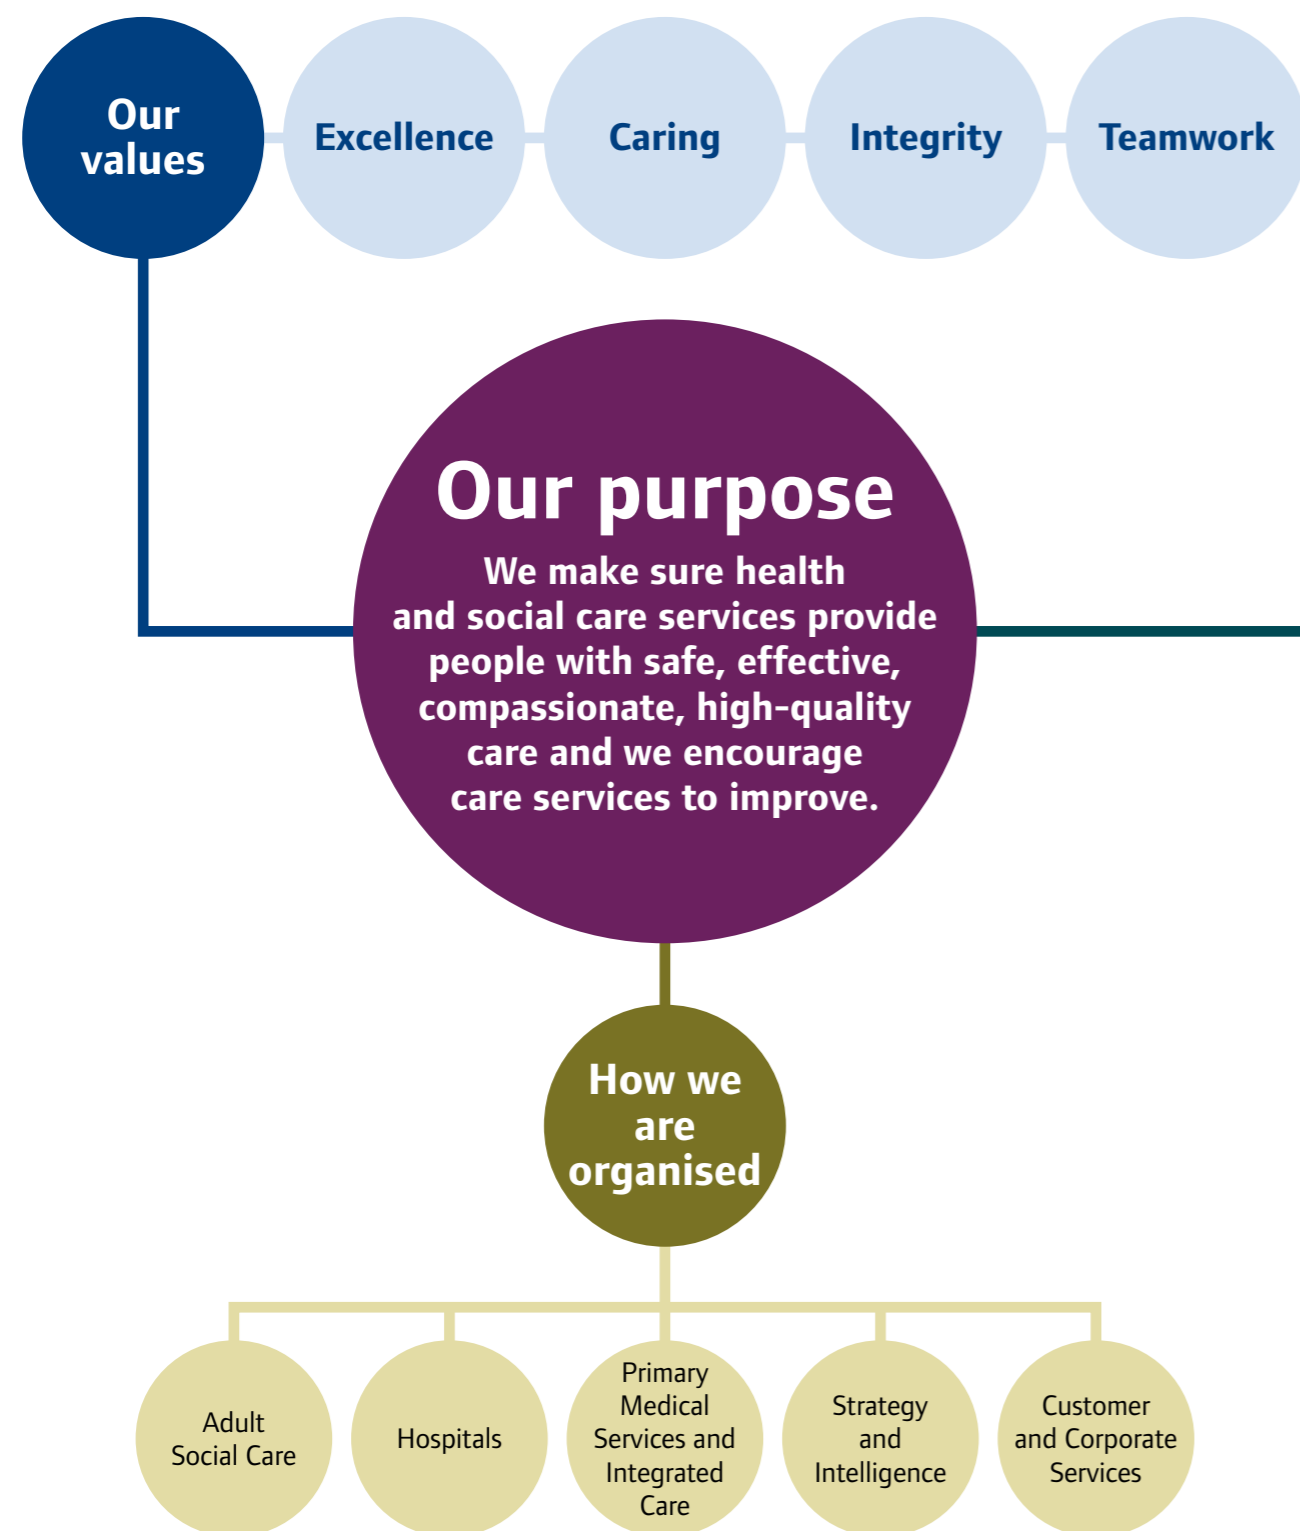 Our
values
Excellence
Caring
Integrity
Teamwork
Our purpose
We make sure health
and social care services provide
people with safe, effective,
compassionate, high-quality
care and we encourage
care services to improve.
How we
are
organised
Adult
Social Care
Hospitals
Primary
Medical
Services and
Integrated
Care
Strategy
and
Intelligence
Customer
and Corporate
Services